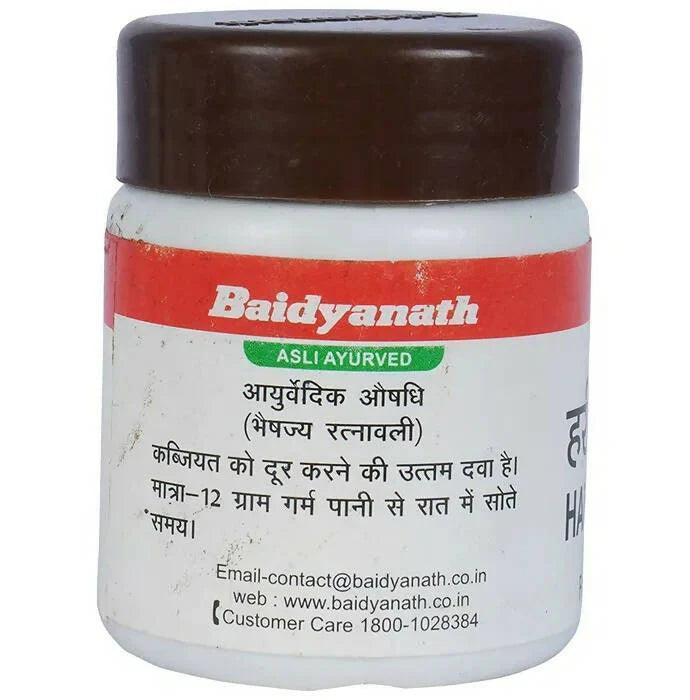 Baidyanath
ASLI AYURVED
आयुर्वेदिक औषधि
(भैषज्य रत्नावली)
कब्जियत को दूर करने की उत्तम दवा है।
मात्रा-12 ग्राम गर्म पानी से रात में सोते
समय।
Email-contact@baidyanath.co.in
web : www.baidyanath.co.in
Customer Care 1800-1028384